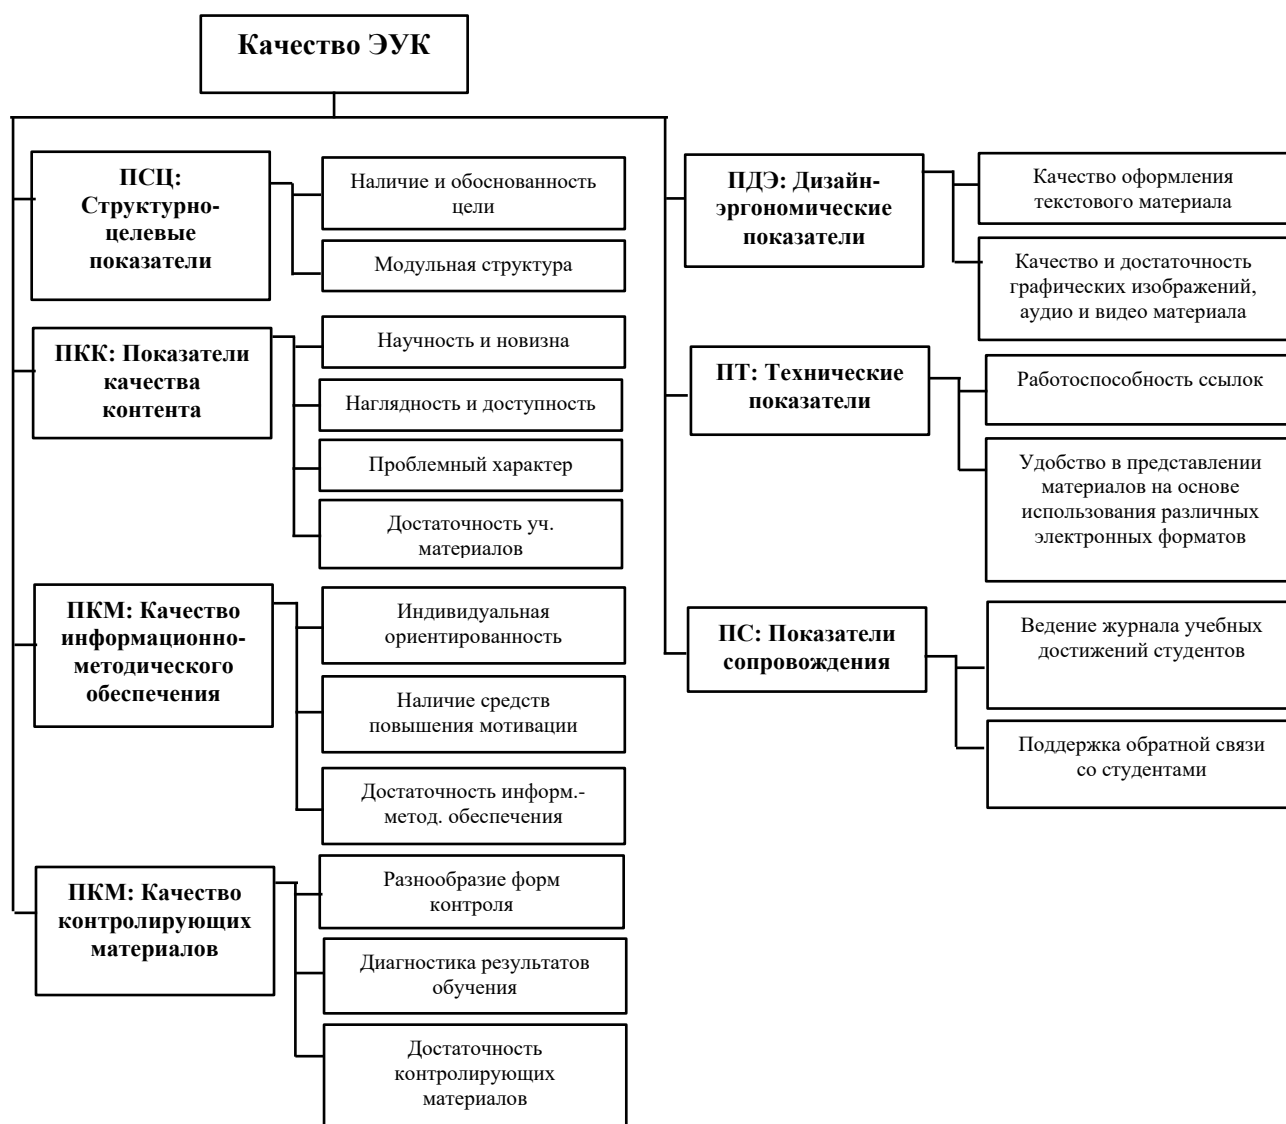 Качество ЭУК
ПСЦ:
Структурно-
целевые
показатели
Наличие и обоснованность
цели
Модульная структура
ПКК: Показатели
качества
контента
Научность и новизна
Наглядность и доступность
Проблемный характер
Достаточность уч.
материалов
ПКМ: Качество
информационно-
методического
обеспечения
Индивидуальная
ориентированность
Наличие средств
повышения мотивации
Достаточность информ.-
метод. обеспечения
ПКМ: Качество
контролирующих
материалов
Разнообразие форм
контроля
Диагностика результатов
обучения
Достаточность
контролирующих
материалов
ПДЭ: Дизайн-
эргономические
показатели
Качество оформления
текстового материала
Качество и достаточность
графических изображений,
аудио и видео материала
ПТ: Технические
показатели
Работоспособность ссылок
Удобство в представлении
материалов на основе
использования различных
электронных форматов
ПС: Показатели
сопровождения
Ведение журнала учебных
достижений студентов
Поддержка обратной связи
со студентами